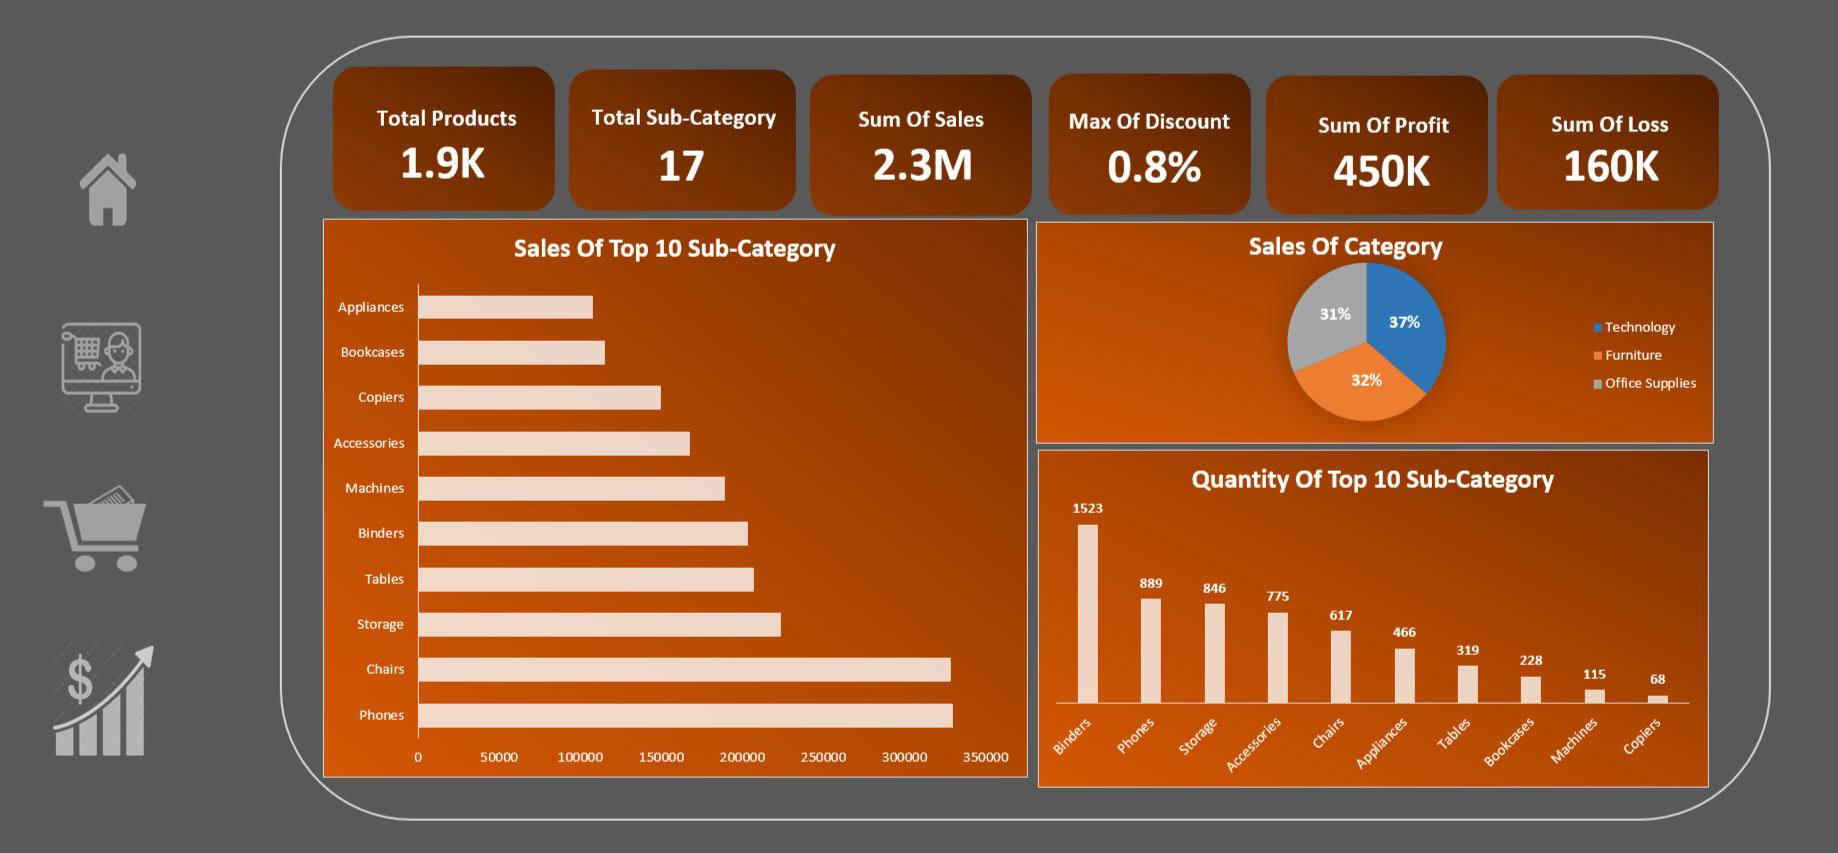 Total Products
1.9K
Total Sub-Category
17
Sum Of Sales
2.3M
Max Of Discount
0.8%
Sum Of Profit
450K
Sum Of Loss
160K
Sales Of Top 10 Sub-Category
Appliances
Bookcases
Copiers
Accessories
Machines
Binders
Tables
Storage
Chairs
Phones
0 50000 100000 150000 200000 250000 300000 350000
Sales Of Category
31%
37%
32%
Technology
Furniture
Office Supplies
Quantity Of Top 10 Sub-Category
1523
889
846
775
617
466
319
228
115
68
Binders
Phones
Storage
Accessories
Chairs
Appliances
Tables
Bookcases
Machines
Copiers
$